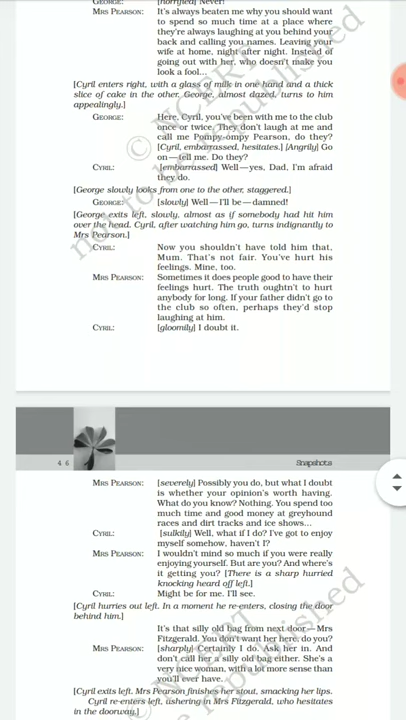 GEORGE: [horrified] Never!
MRS PEARSON: It's always beaten me why you should want
to spend so much time at a place where
they're always laughing at you behind your
back and calling you names. Leaving your
wife at home, night after night. Instead of
going out with her, who doesn't make you
look a fool...
[Cyril enters right, with a glass of milk in one hand and a thick
slice of cake in the other. George, almost dazed, turns to him
appealingly.]
GEORGE: Here, Cyril, you've been with me to the club
once or twice. They don't laugh at me and
call me Pompy-ompy Pearson, do they?
[Cyril, embarrassed, hesitates.] [Angrily] Go
on—tell me. Do they?
CYRIL: [embarrassed] Well—yes, Dad, I'm afraid
they do.
[George slowly looks from one to the other, staggered.]
GEORGE: [slowly] Well—I'll be—damned!
[George exits left, slowly, almost as if somebody had hit him
over the head. Cyril, after watching him go, turns indignantly to
Mrs Pearson.]
CYRIL: Now you shouldn't have told him that,
Mum. That's not fair. You've hurt his
feelings. Mine, too.
MRS PEARSON: Sometimes it does people good to have their
feelings hurt. The truth oughtn't to hurt
anybody for long. If your father didn't go to
the club so often, perhaps they'd stop
laughing at him.
CYRIL: [gloomily] I doubt it.
46 Snapshots
MRS PEARSON: [severely] Possibly you do, but what I doubt
is whether your opinion's worth having.
What do you know? Nothing. You spend too
much time and good money at greyhound
races and dirt tracks and ice shows...
CYRIL: [sulkily] Well, what if I do? I've got to enjoy
myself somehow, haven't I?
MRS PEARSON: I wouldn't mind so much if you were really
enjoying yourself. But are you? And where's
it getting you? [There is a sharp hurried
knocking heard off left.]
CYRIL: Might be for me. I'll see.
[Cyril hurries out left. In a moment he re-enters, closing the door
behind him.]
It's that silly old bag from next door—Mrs
Fitzgerald. You don't want her here, do you?
MRS PEARSON: [sharply] Certainly I do. Ask her in. And
don't call her a silly old bag either. She's a
very nice woman, with a lot more sense than
you'll ever have.
[Cyril exits left. Mrs Pearson finishes her stout, smacking her lips.
Cyril re-enters left, ushering in Mrs Fitzgerald, who hesitates
in the doorway.]
© NCERT
not to be republished
© NCERT
republished